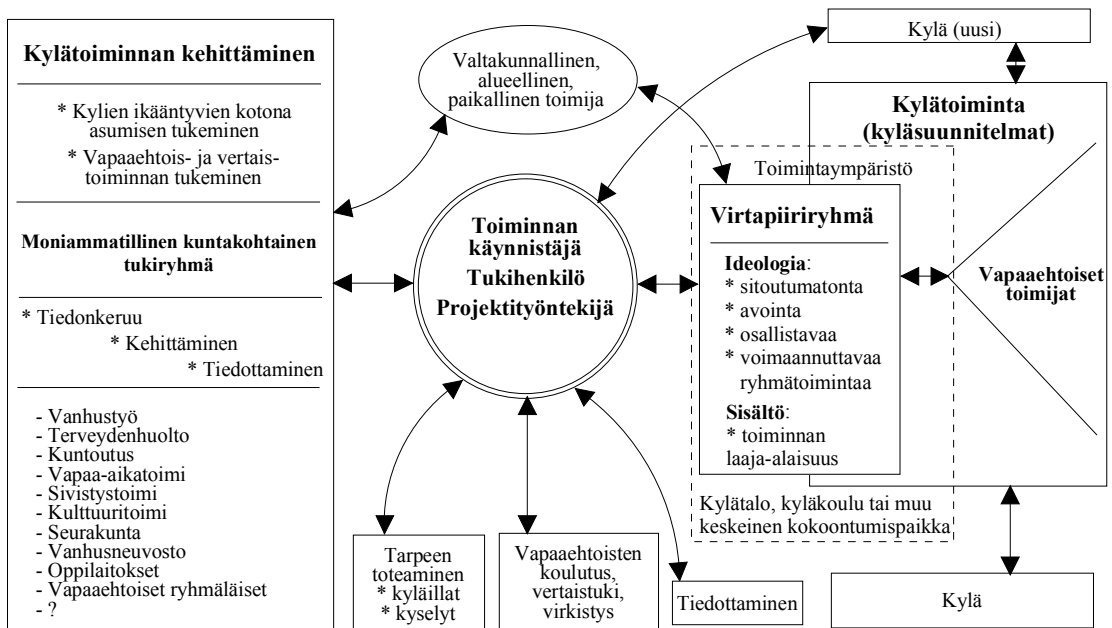 Kylätoiminnan kehittäminen
* Kylien ikääntyvien kotona
asumisen tukeminen
* Vapaaehtois- ja vertais-
toiminnan tukeminen
Moniammatillinen kuntakohtainen
tukiryhmä
* Tiedonkeruu
* Kehittäminen
* Tiedottaminen
- Vanhustyö
- Terveydenhuolto
- Kuntoutus
- Vapaa-aikatoimi
- Sivistystoimi
- Kulttuuritoimi
- Seurakunta
- Vanhusneuvosto
- Oppilaitokset
- Vapaaehtoiset ryhmäläiset
- ?
Valtakunnallinen,
alueellinen,
paikallinen toimija
Toiminnan
käynnistäjä
Tukihenkilö
Projektityöntekijä
Tarpeen
toteaminen
* kyläillat
* kyselyt
Vapaaehtoisten
koulutus,
vertaistuki,
virkistys
Tiedottaminen
Kylä (uusi)
Kylätoiminta
(kyläsuunnitelmat)
Toimintaympäristö
Virtapiiriryhmä
Ideologia:
* sitoutumatonta
* avointa
* osallistavaa
* voimaannuttavaa
ryhmätoimintaa
Sisältö:
* toiminnan
laaja-alaisuus
Vapaaehtoiset
toimijat
Kylätalo, kyläkoulu tai muu
keskeinen kokoontumispaikka
Kylä